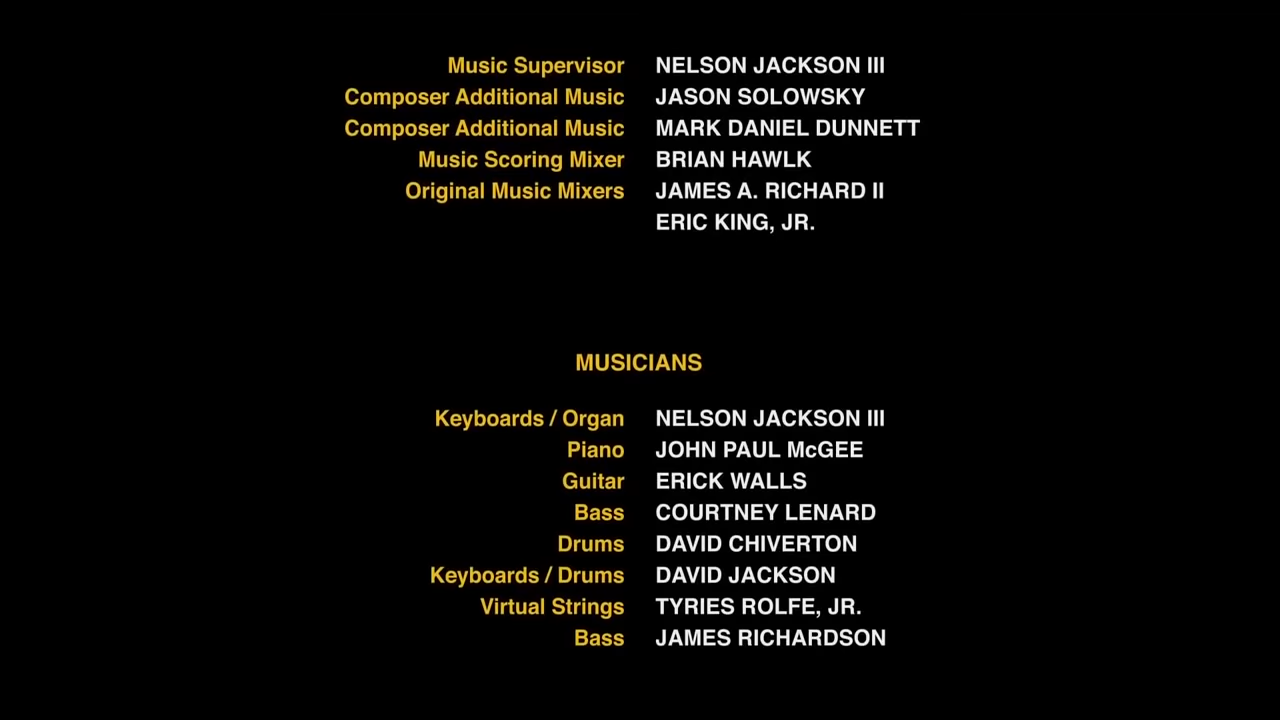 Music Supervisor NELSON JACKSON III
Composer Additional Music JASON SOLOWSKY
Composer Additional Music MARK DANIEL DUNNETT
Music Scoring Mixer BRIAN HAWLK
Original Music Mixers JAMES A. RICHARD II
ERIC KING, JR.
MUSICIANS
Keyboards / Organ NELSON JACKSON III
Piano JOHN PAUL McGEE
Guitar ERICK WALLS
Bass COURTNEY LENARD
Drums DAVID CHIVERTON
Keyboards / Drums DAVID JACKSON
Virtual Strings TYRIES ROLFE, JR.
Bass JAMES RICHARDSON